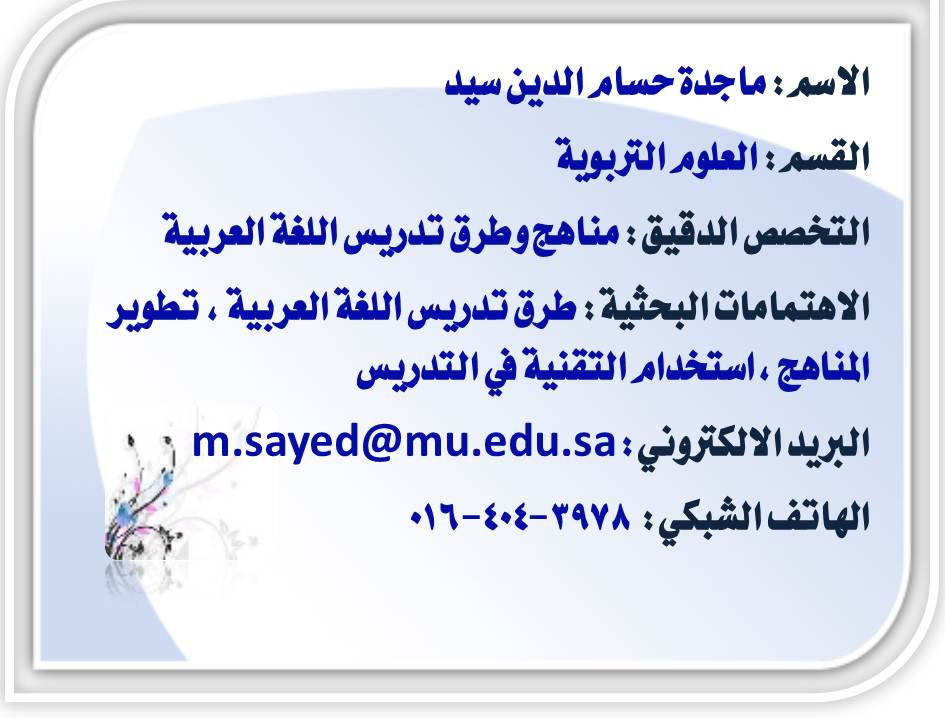 الاسم : ماجدة حسام الدين سيد
القسم : العلوم التربوية
التخصص الدقيق : مناهج وطرق تدريس اللغة العربية
الاهتمامات البحثية : طرق تدريس اللغة العربية ، تطوير
المناهج ، استخدام التقنية في التدريس
البريد الالكتروني : m.sayed@mu.edu.sa
الهاتف الشبكي : ٣٩٧٨-٤٠٤-٠١٦